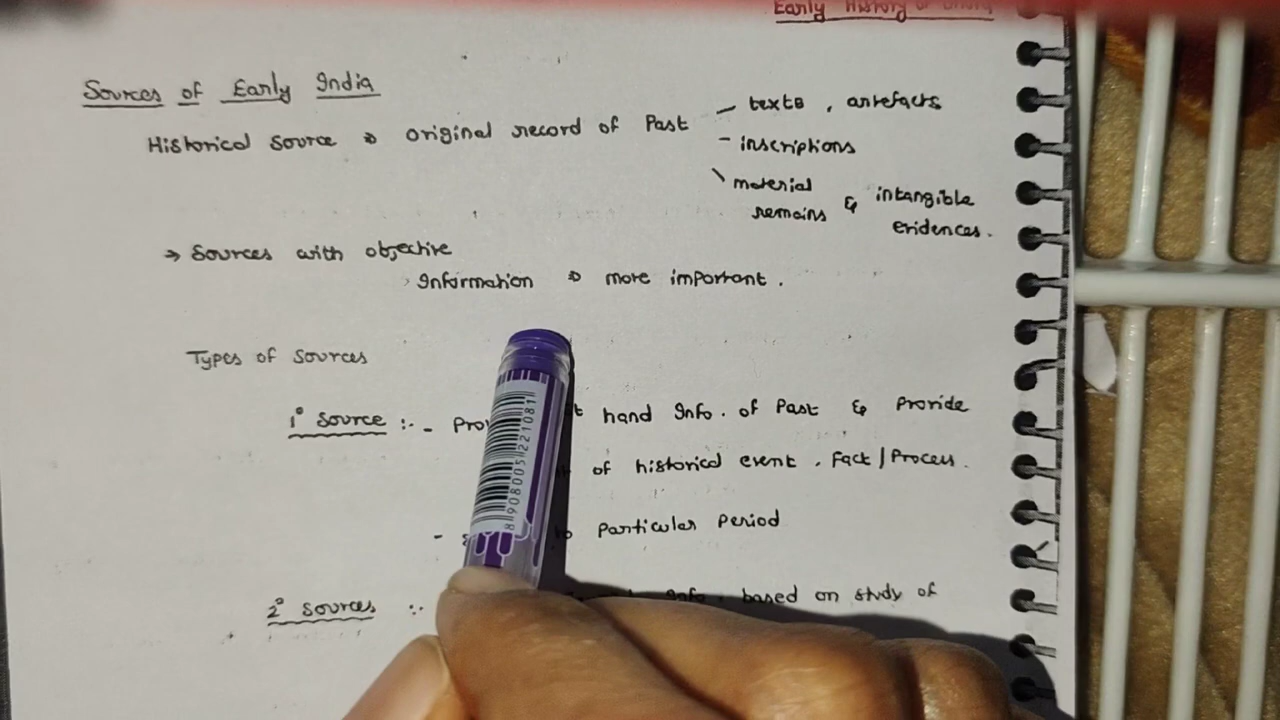 Early History of India
Sources of Early India
Historical Source → Original record of Past – texts, artefacts
– inscriptions
\ material remains & intangible evidences.
→ Sources with objective
Information → more important.
Types of Sources
1° Source :- - hand Info. of Past & Provide
of historical event, Fact/Process.
- Particular Period
2° Sources :- Info. based on study of
8908005221081